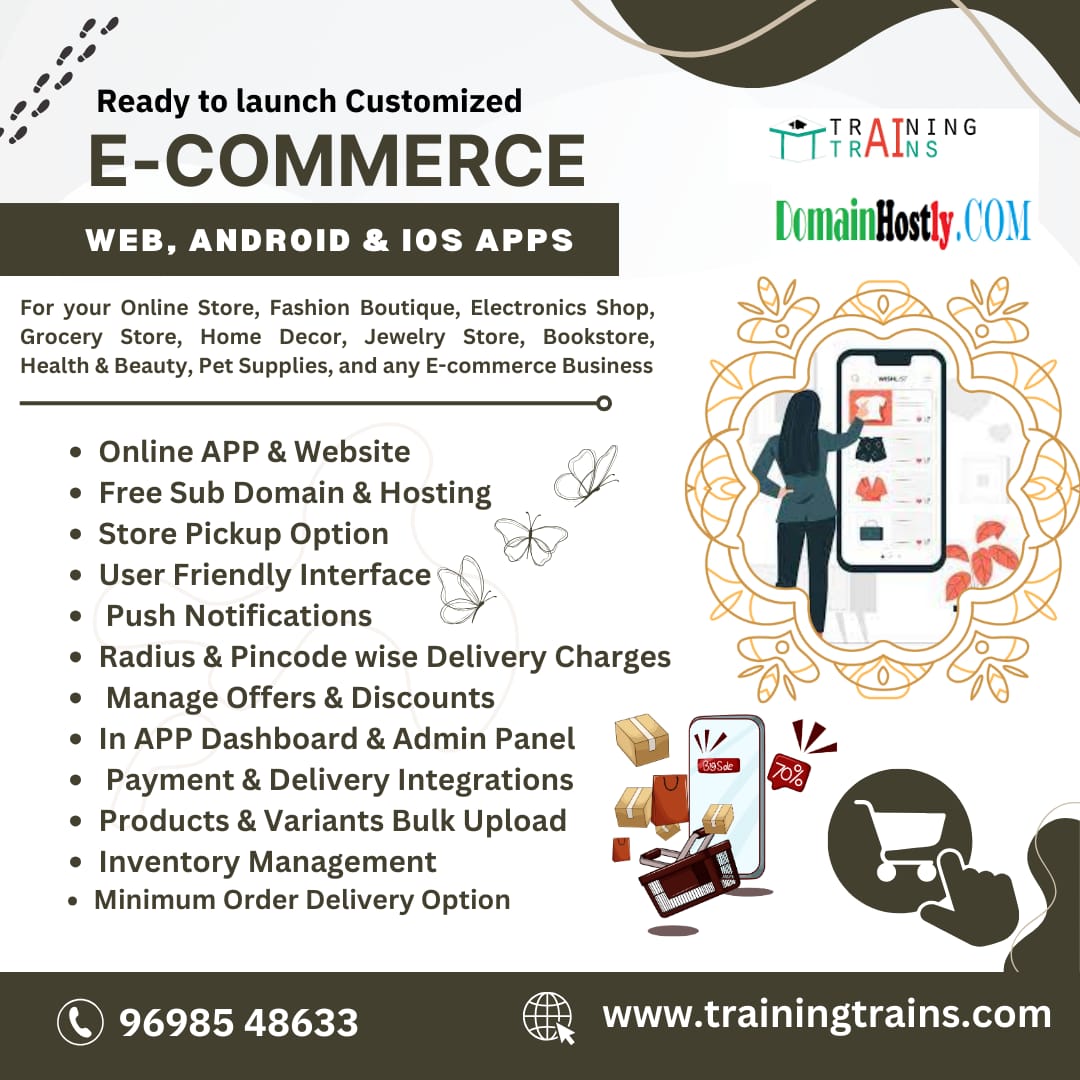 Ready to launch Customized
E-COMMERCE
WEB, ANDROID & IOS APPS
TRAINING
TRAINS
DomainHostly.COM
For your Online Store, Fashion Boutique, Electronics Shop,
Grocery Store, Home Decor, Jewelry Store, Bookstore,
Health & Beauty, Pet Supplies, and any E-commerce Business
WISHLIST
• Online APP & Website
• Free Sub Domain & Hosting
• Store Pickup Option
• User Friendly Interface
• Push Notifications
• Radius & Pincode wise Delivery Charges
• Manage Offers & Discounts
• In APP Dashboard & Admin Panel
• Payment & Delivery Integrations
• Products & Variants Bulk Upload
• Inventory Management
• Minimum Order Delivery Option
Big Sale
70%
96985 48633
www.trainingtrains.com